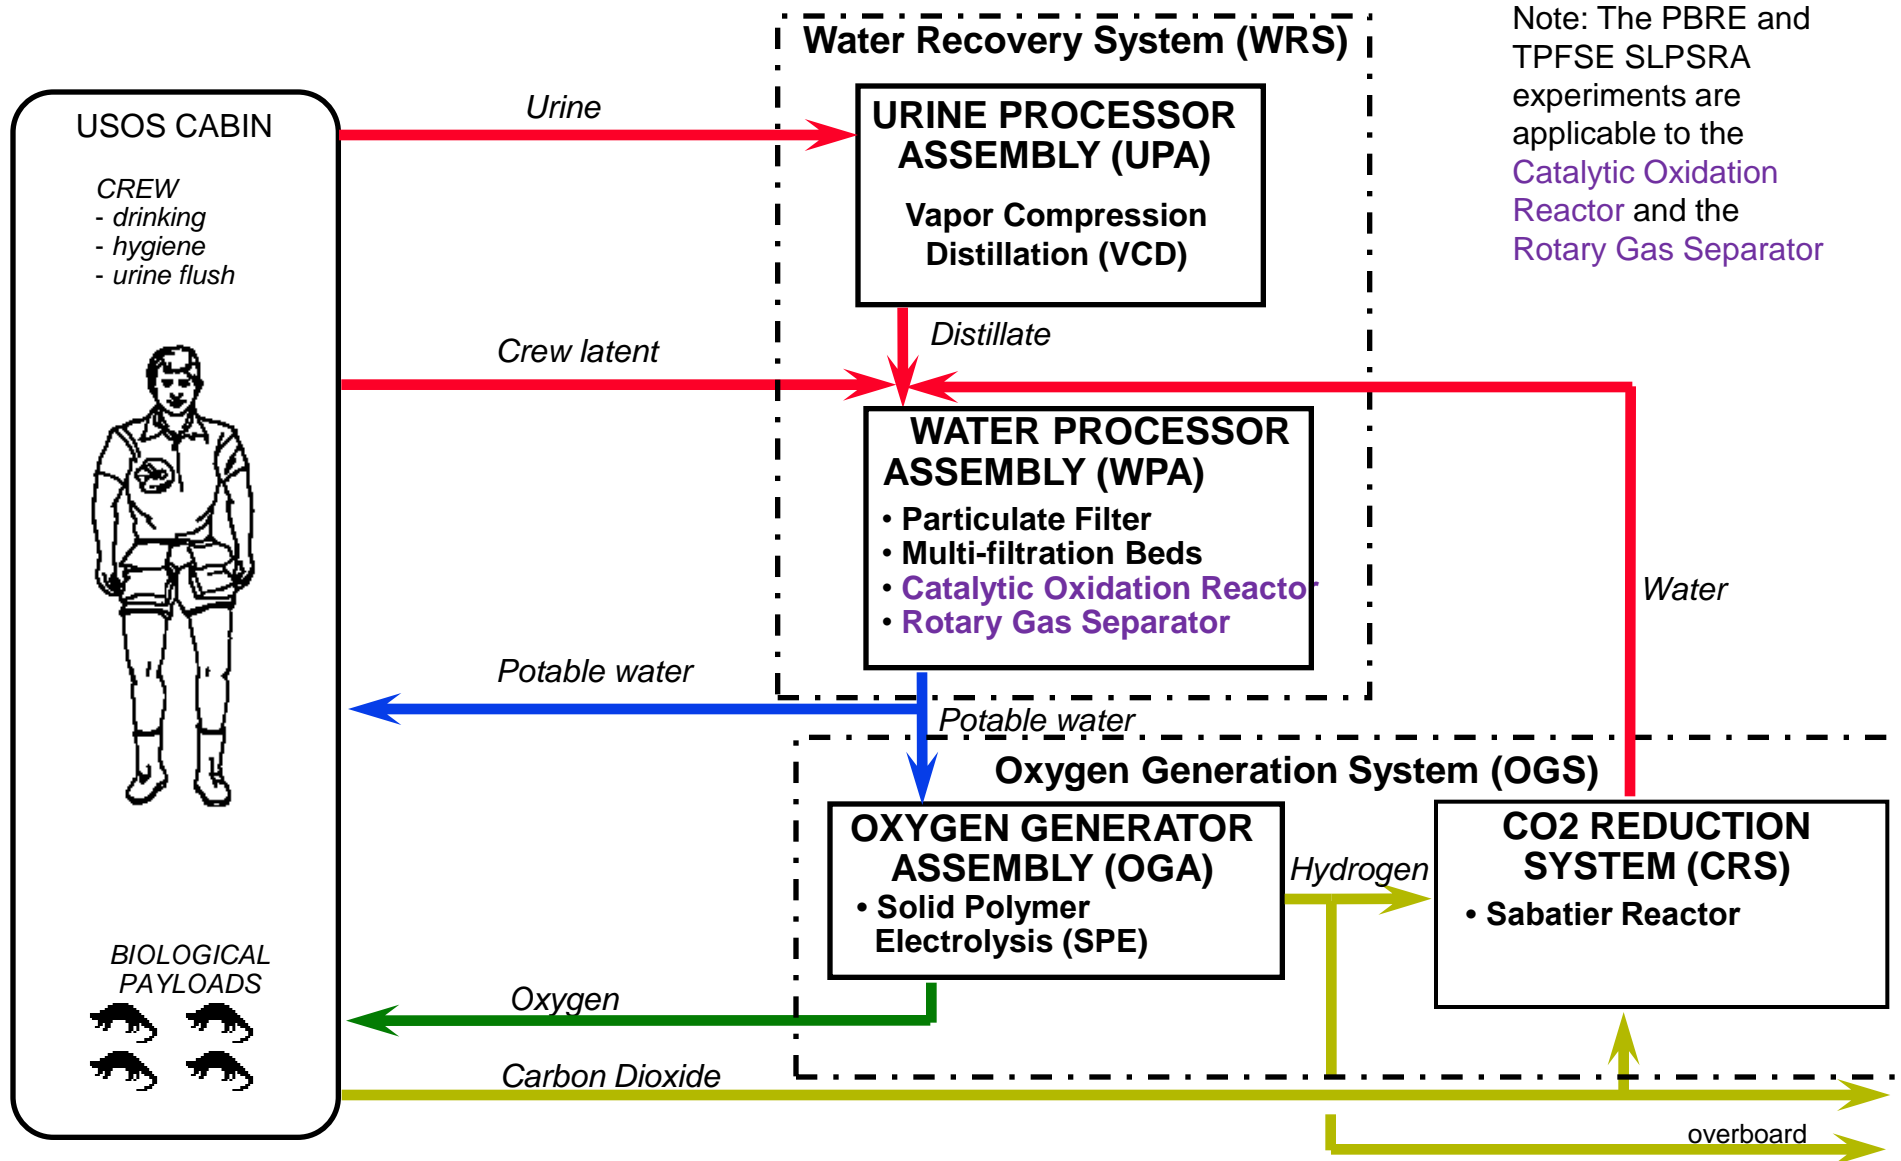 Note: The PBRE and
TPFSE SLPSRA
experiments are
applicable to the
Catalytic Oxidation
Reactor and the
Rotary Gas Separator
Water Recovery System (WRS)
USOS CABIN
CREW
- drinking
- hygiene
- urine flush
Urine
URINE PROCESSOR
ASSEMBLY (UPA)
Vapor Compression
Distillation (VCD)
Distillate
Crew latent
WATER PROCESSOR
ASSEMBLY (WPA)
• Particulate Filter
• Multi-filtration Beds
• Catalytic Oxidation Reactor
• Rotary Gas Separator
Water
Potable water
Potable water
Oxygen Generation System (OGS)
OXYGEN GENERATOR
ASSEMBLY (OGA)
• Solid Polymer
Electrolysis (SPE)
Hydrogen
CO2 REDUCTION
SYSTEM (CRS)
• Sabatier Reactor
BIOLOGICAL
PAYLOADS
Oxygen
Carbon Dioxide
overboard